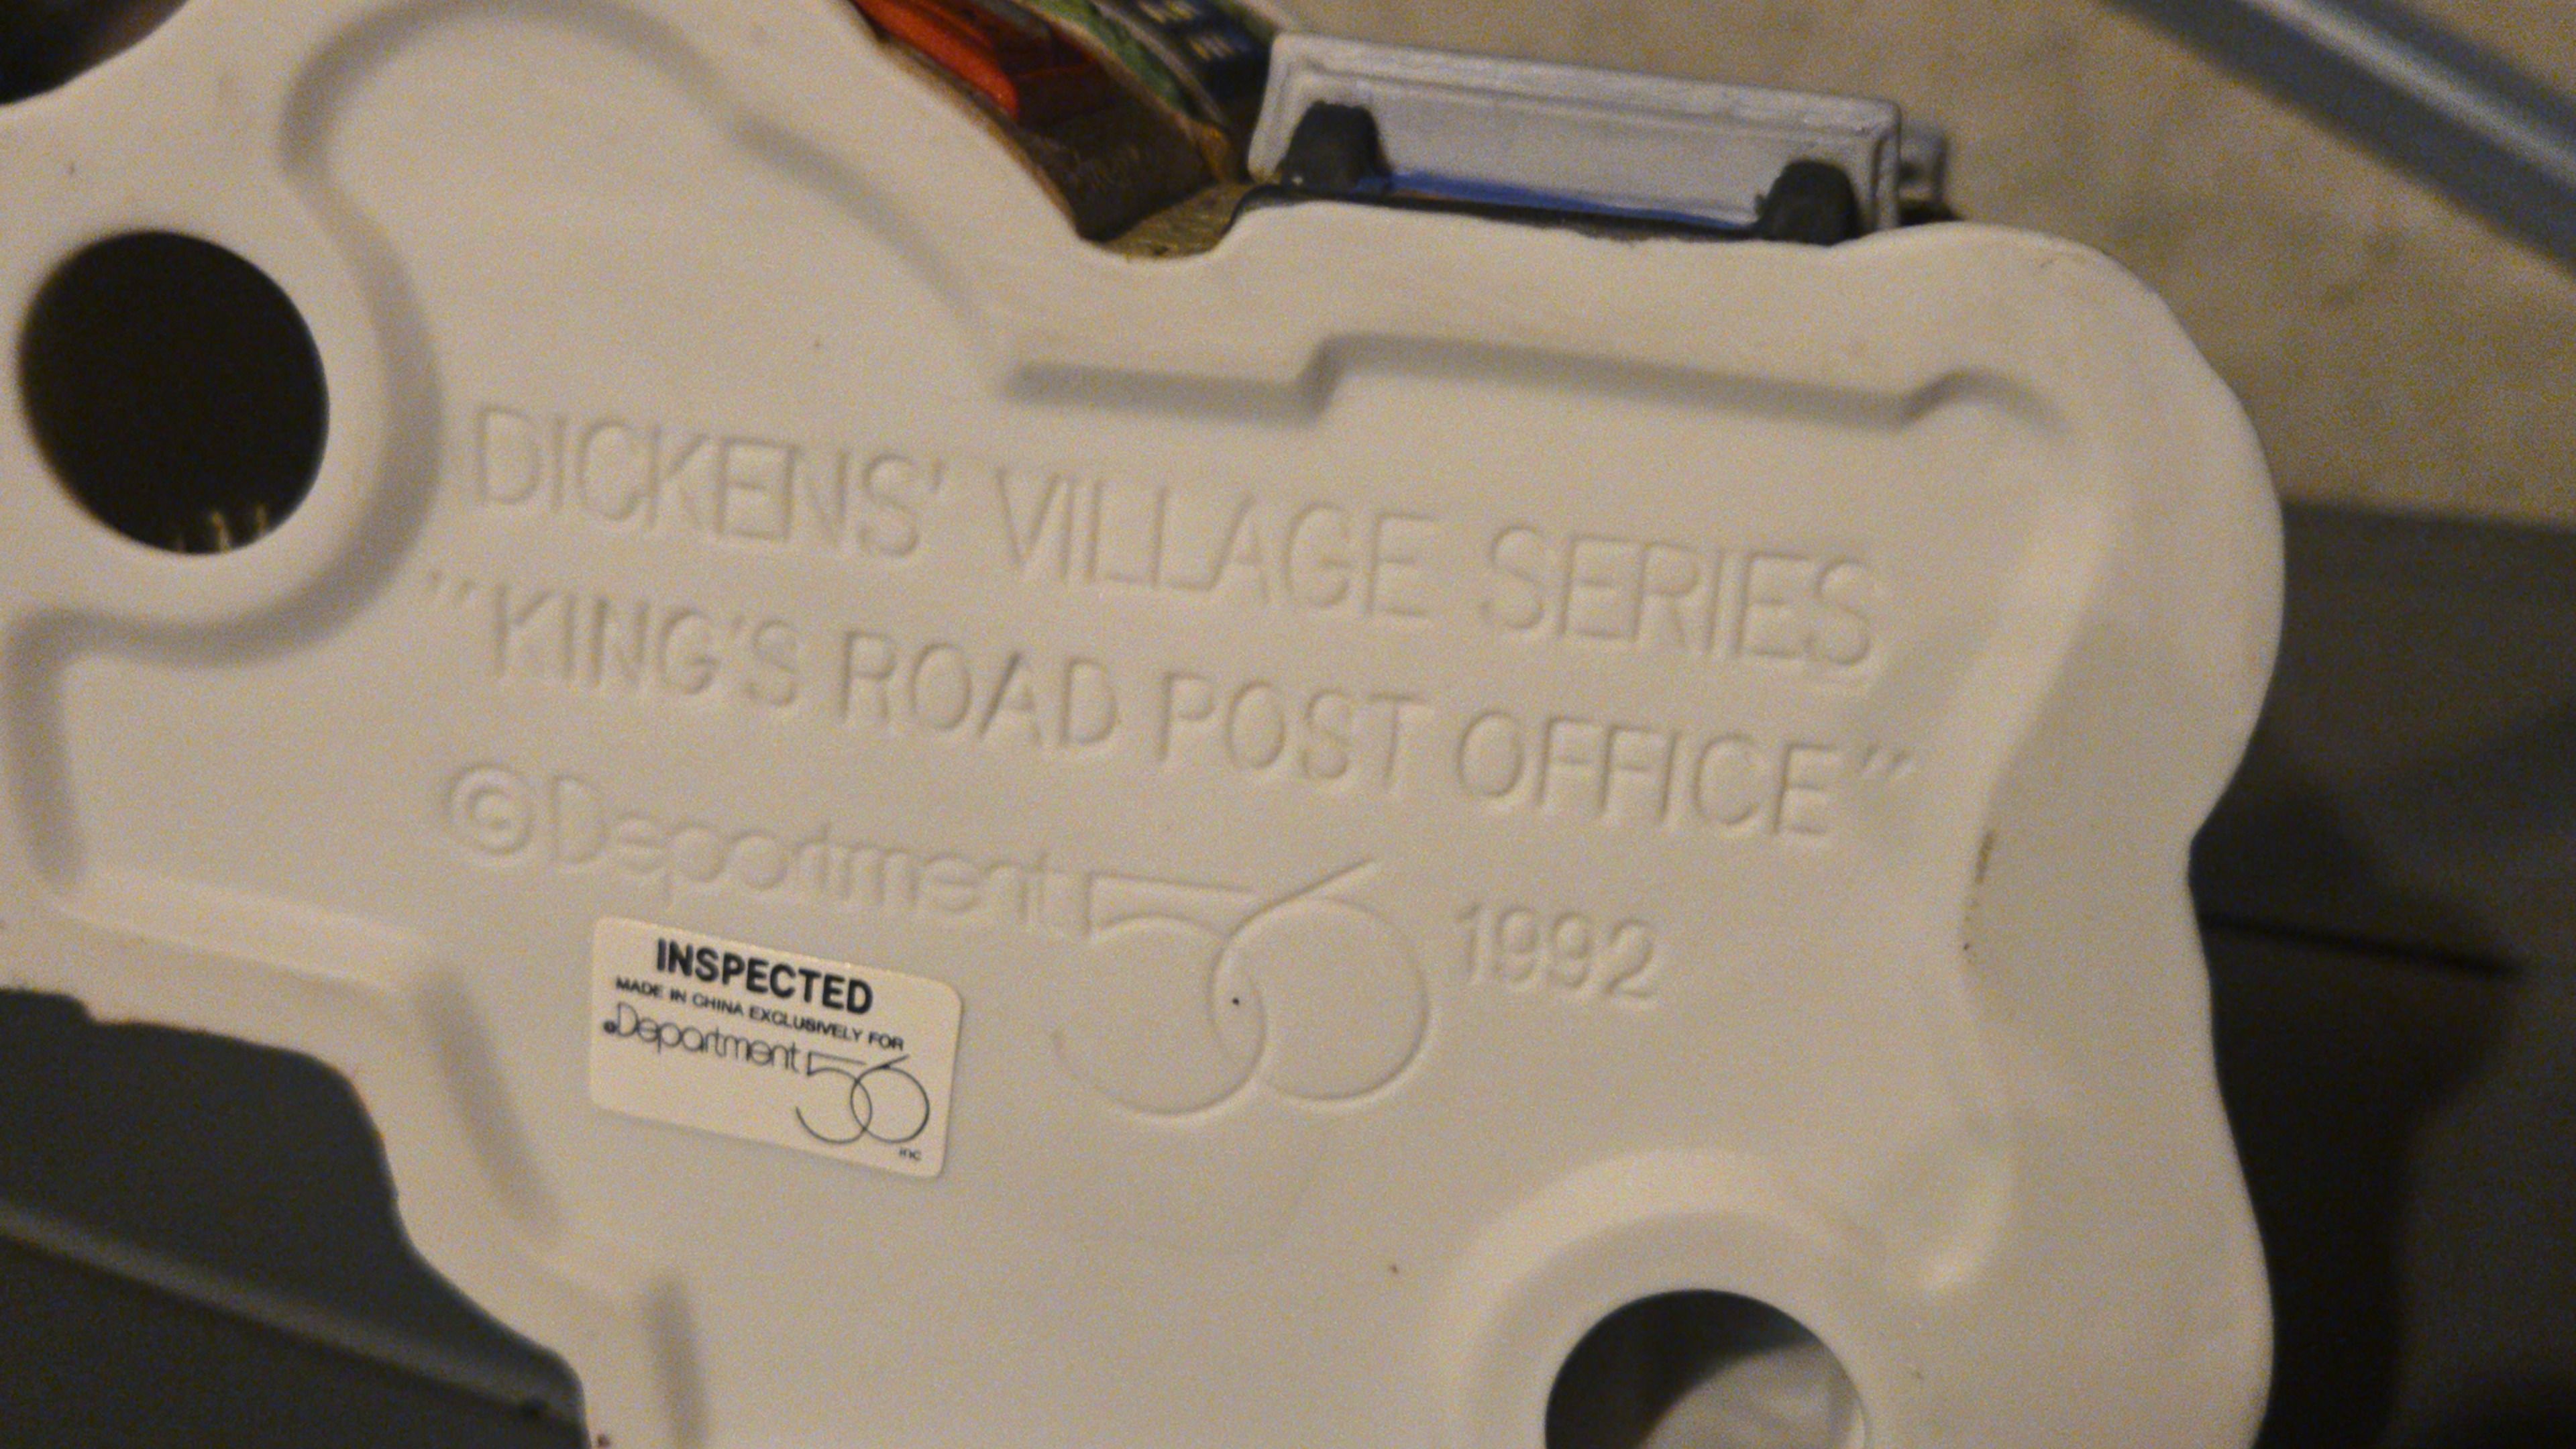 DICKENS' VILLAGE SERIES
"KING'S ROAD POST OFFICE"
©Department 56 1992
INSPECTED
MADE IN CHINA EXCLUSIVELY FOR
©Department 56
inc